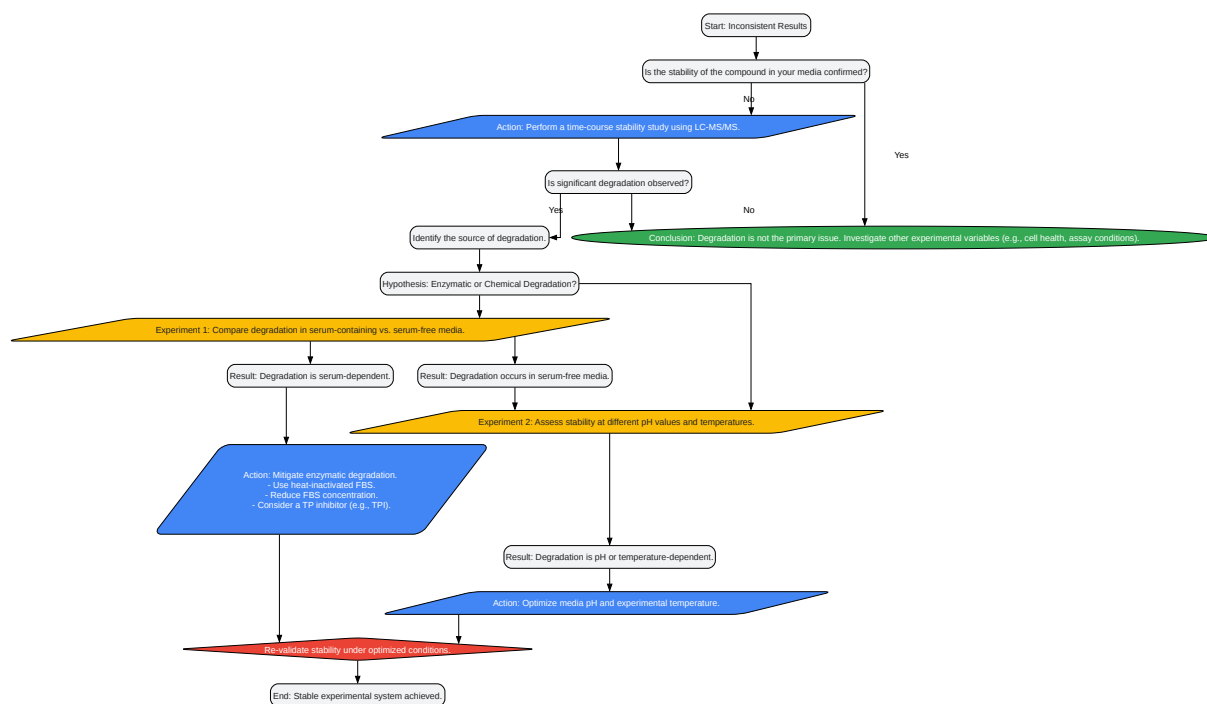 Start: Inconsistent Results
Is the stability of the compound in your media confirmed?
No
Action: Perform a time-course stability study using LC-MS/MS.
Yes
Is significant degradation observed?
Yes
No
Identify the source of degradation.
Conclusion: Degradation is not the primary issue. Investigate other experimental variables (e.g., cell health, assay conditions).
Hypothesis: Enzymatic or Chemical Degradation?
Experiment 1: Compare degradation in serum-containing vs. serum-free media.
Result: Degradation is serum-dependent.
Result: Degradation occurs in serum-free media.
Experiment 2: Assess stability at different pH values and temperatures.
Action: Mitigate enzymatic degradation.
- Use heat-inactivated FBS.
- Reduce FBS concentration.
- Consider a TP inhibitor (e.g., TPI).
Result: Degradation is pH or temperature-dependent.
Action: Optimize media pH and experimental temperature.
Re-validate stability under optimized conditions.
End: Stable experimental system achieved.